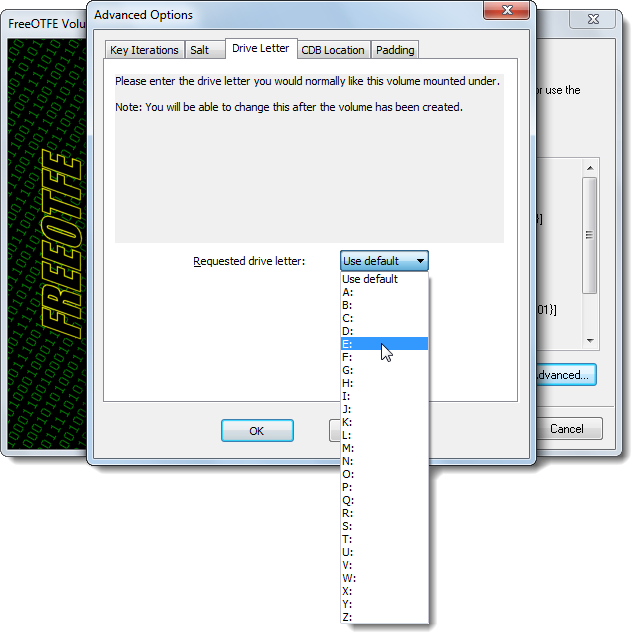 FreeOTFE Volu
Advanced Options
Key Iterations
Salt
Drive Letter
CDB Location
Padding
Please enter the drive letter you would normally like this volume mounted under.
Note: You will be able to change this after the volume has been created.
or use the
FREEOTFE
}]
Requested drive letter:
Use default
Use default
A:
B:
C:
D:
E:
F:
G:
H:
I:
J:
K:
L:
M:
N:
O:
P:
Q:
R:
S:
T:
U:
V:
W:
X:
Y:
Z:
01}]
dvanced...
OK
Cancel